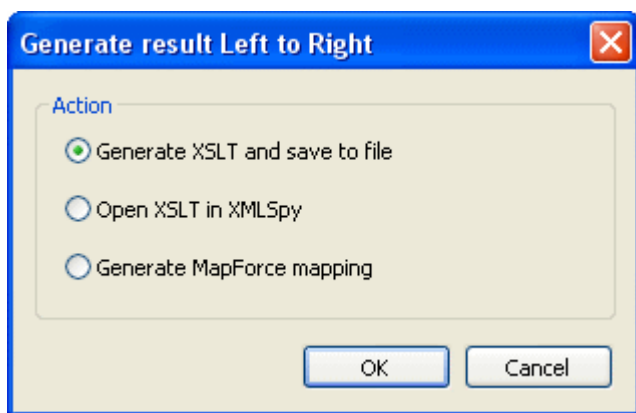 Generate result Left to Right
Action
Generate XSLT and save to file
Open XSLT in XMLSpy
Generate MapForce mapping
OK Cancel